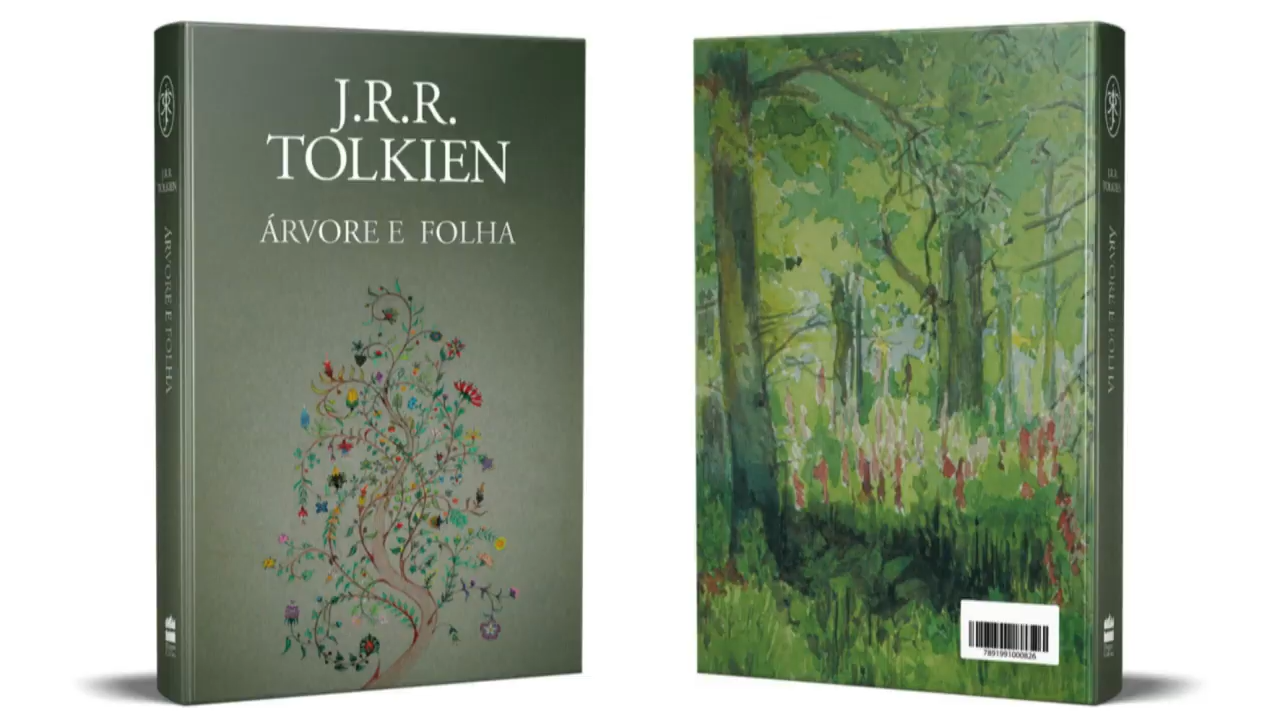 J.R.R.
TOLKIEN
ÁRVORE E FOLHA
J.R.R.
TOLKIEN
ÁRVORE E FOLHA
J.R.R.
TOLKIEN
ÁRVORE E FOLHA
7891991000826